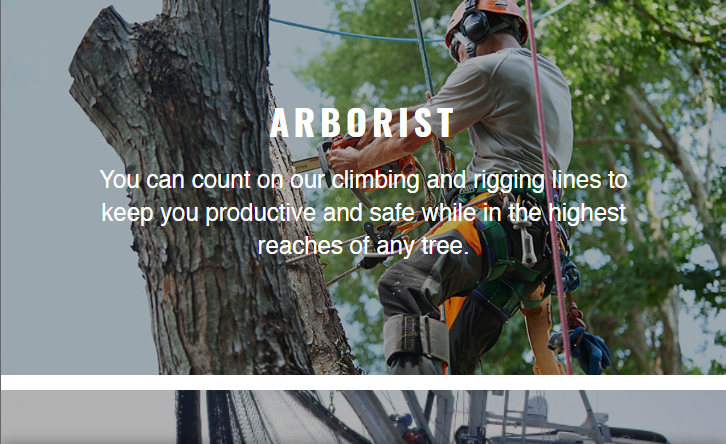 ARBORIST
You can count on our climbing and rigging lines to
keep you productive and safe while in the highest
reaches of any tree.